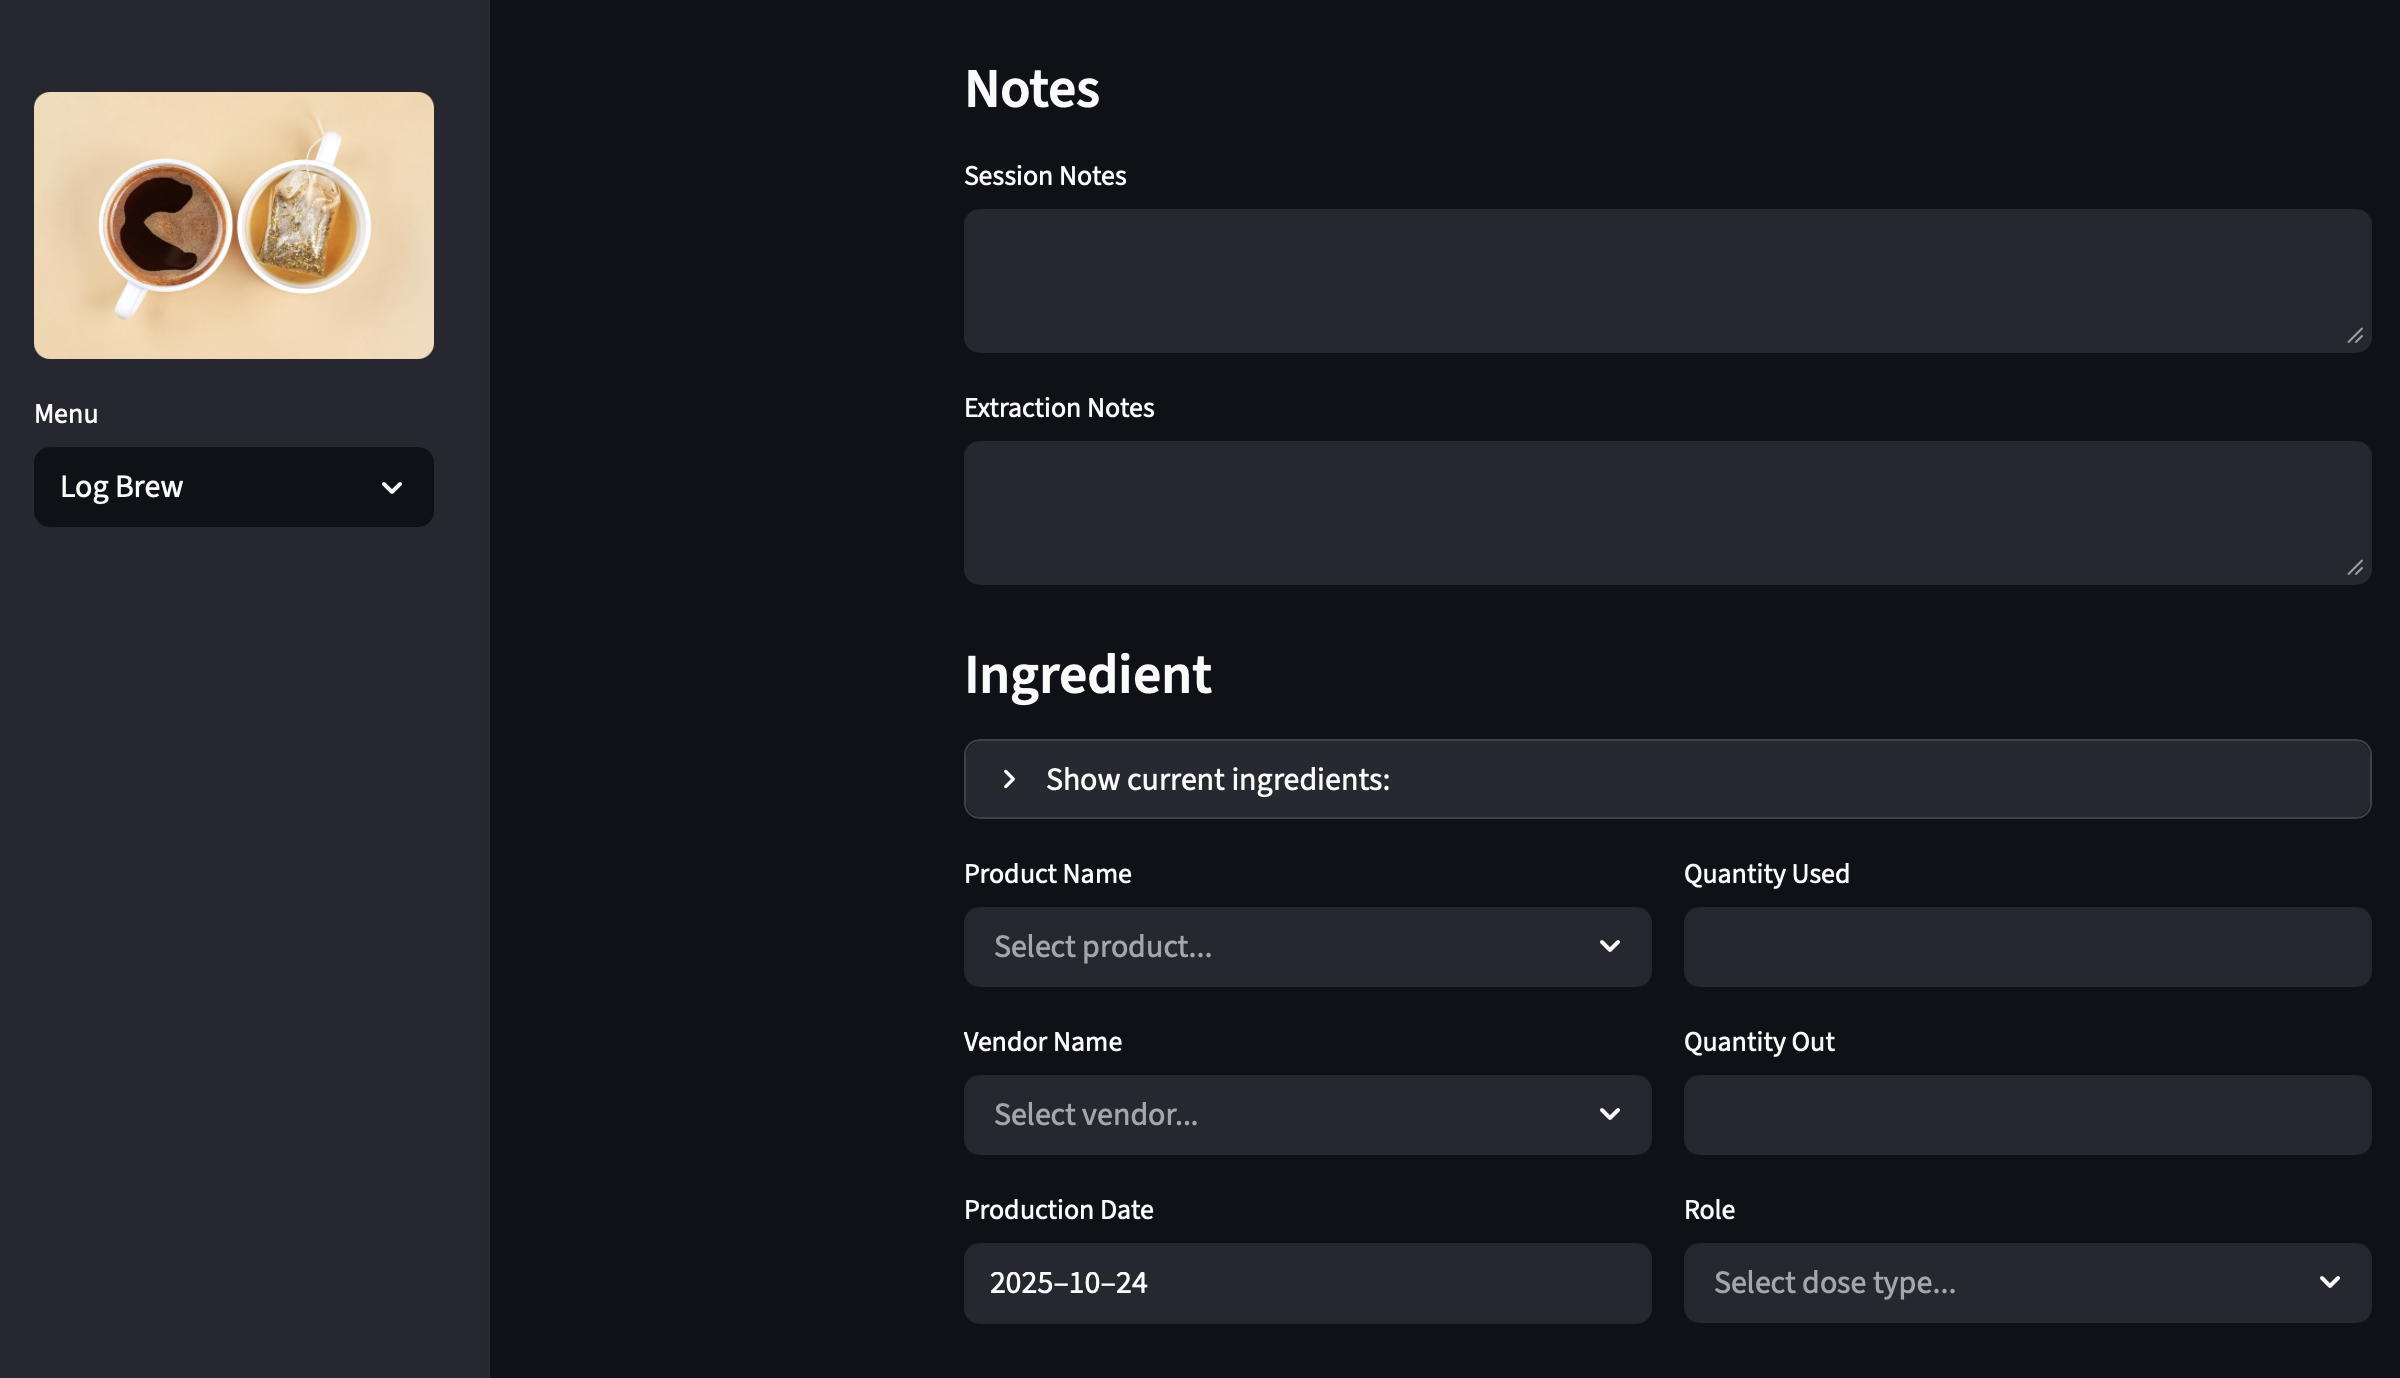 Menu
Log Brew
Notes
Session Notes
Extraction Notes
Ingredient
Show current ingredients:
Product Name
Select product...
Quantity Used
Vendor Name
Select vendor...
Quantity Out
Production Date
2025–10–24
Role
Select dose type...